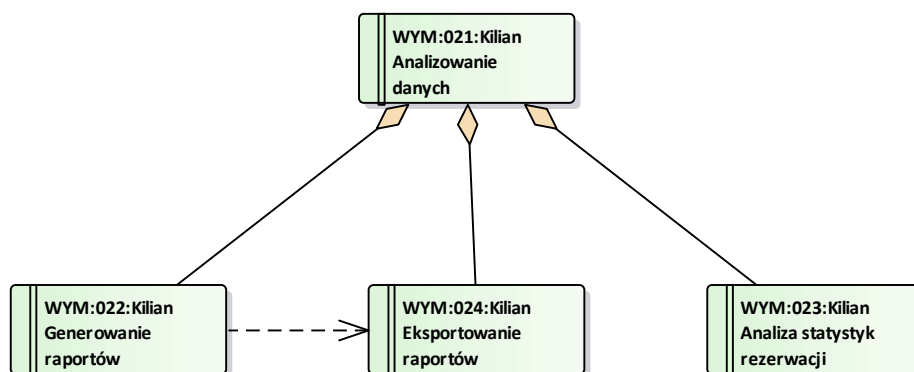 WYM:021:Kilian
Analizowanie
danych
WYM:022:Kilian
Generowanie
raportów
WYM:024:Kilian
Eksportowanie
raportów
WYM:023:Kilian
Analiza statystyk
rezerwacji